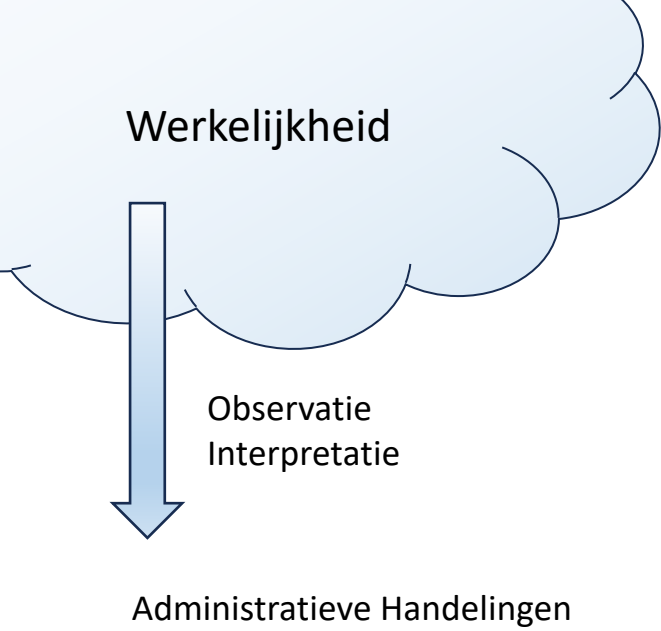 Werkelijkheid
Observatie
Interpretatie
Administratieve Handelingen